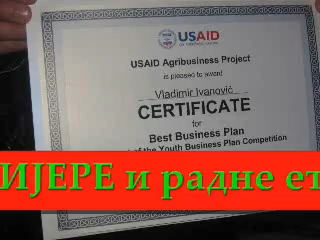 USAID
USAID Agribusiness Project
is pleased to award
Vladimir Ivanović
CERTIFICATE
for
Best Business Plan
of the Youth Business Plan Competition
ИЈЕРЕ и радне ет